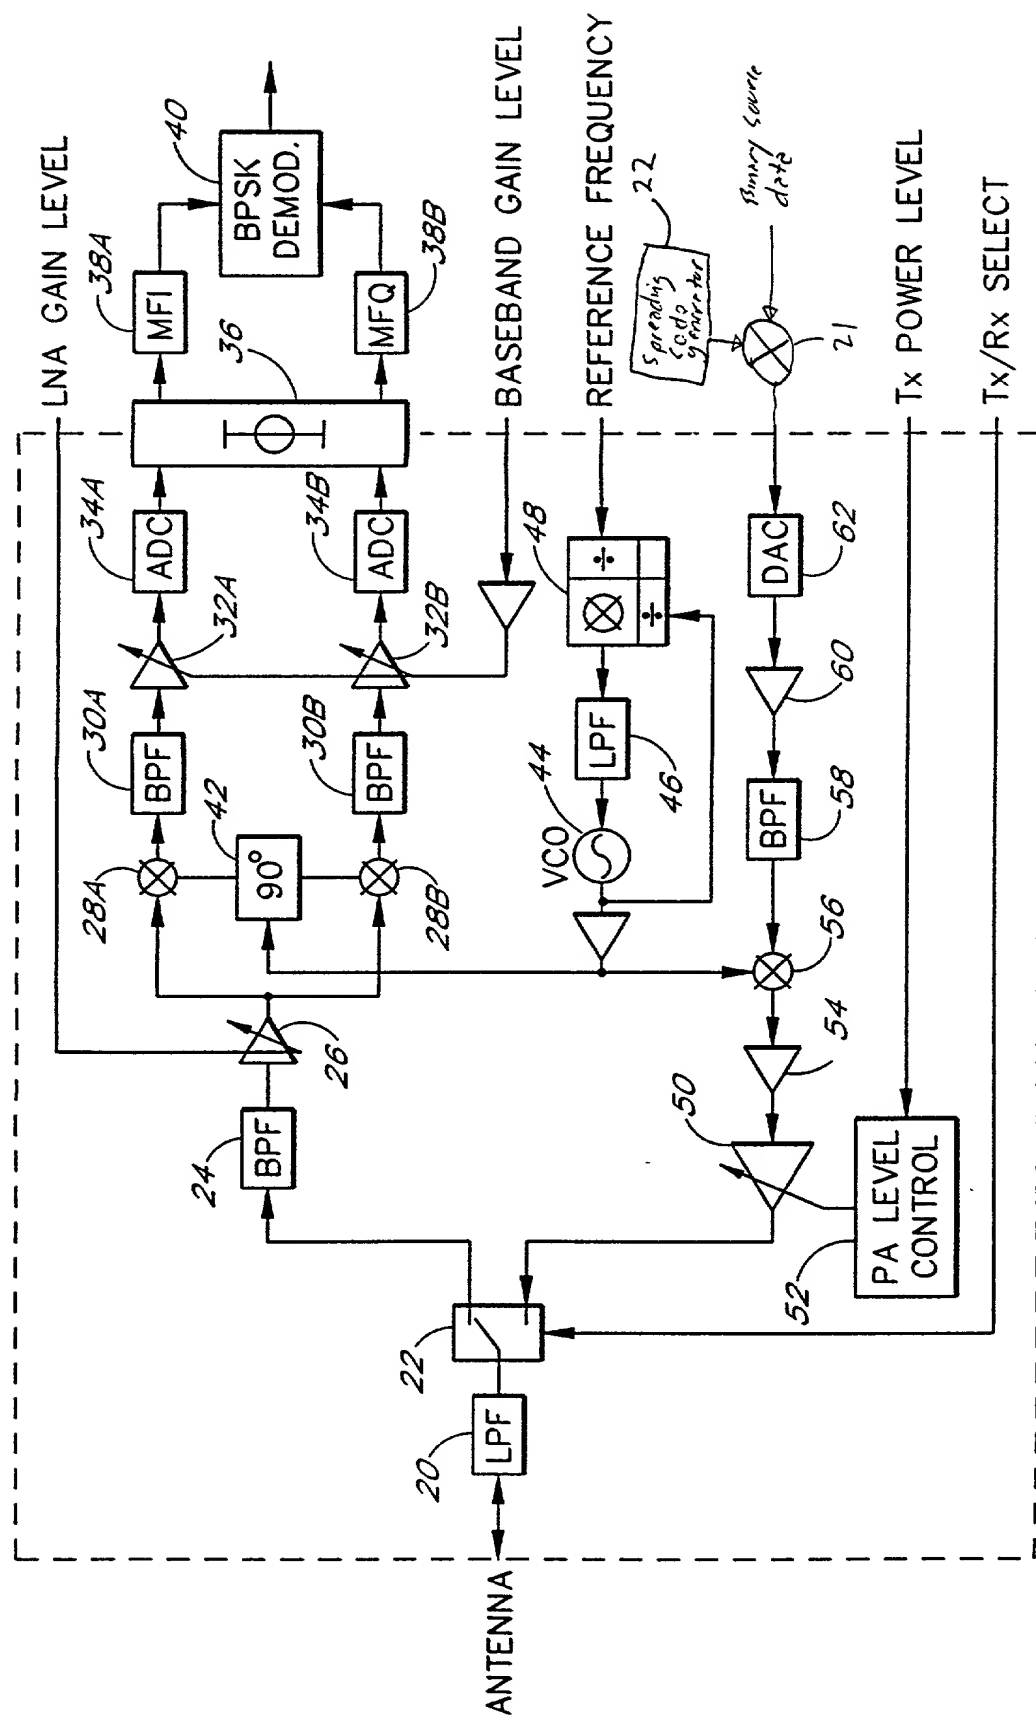 LNA GAIN LEVEL
38A
MFI
40
BPSK
DEMOD.
36
MFQ
38B
34A
ADC
34B
ADC
32A
32B
BASEBAND GAIN LEVEL
30A
BPF
30B
BPF
42
90°
28A
28B
26
24
BPF
REFERENCE FREQUENCY
48
÷
÷
LPF
46
44
VCO
22
Spreading
Code
generator
Binary source
data
21
DAC
62
60
BPF
58
56
54
50
PA LEVEL
CONTROL
52
Tx POWER LEVEL
Tx/Rx SELECT
22
20
LPF
ANTENNA